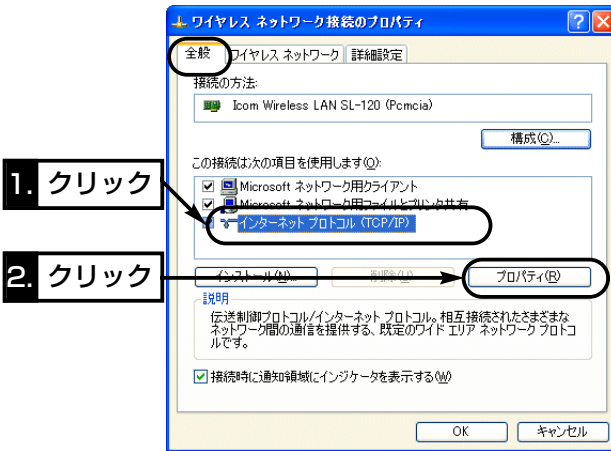 ワイヤレス ネットワーク接続のプロパティ
全般 ワイヤレス ネットワーク 詳細設定
接続の方法:
Icom Wireless LAN SL-120 (Pcmcia)
構成(C)...
この接続は次の項目を使用します(O):
Microsoft ネットワーク用クライアント
Microsoft ネットワーク用ファイルとプリンタ共有
インターネット プロトコル (TCP/IP)
1. クリック
2. クリック
インストール(N)... 削除(U) プロパティ(R)
説明
伝送制御プロトコル/インターネット プロトコル。相互接続されたさまざまな
ネットワーク間の通信を提供する、既定のワイド エリア ネットワーク プロトコ
ルです。
接続時に通知領域にインジケータを表示する(W)
OK キャンセル